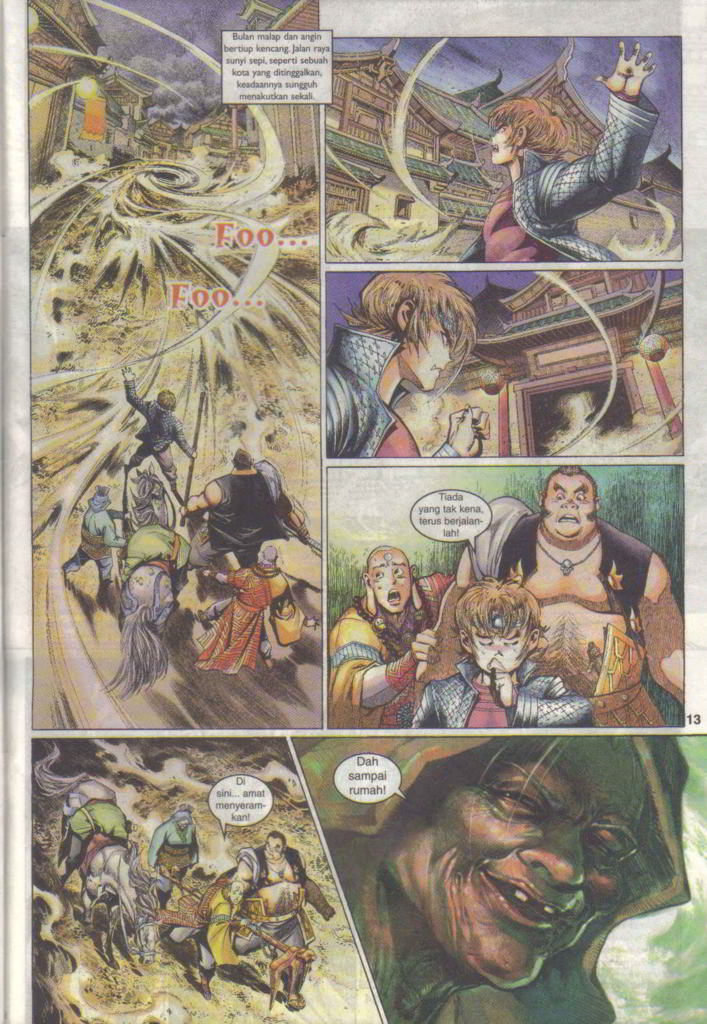 Bulan malap dan angin
bertiup kencang. Jalan raya
sunyi sepi, seperti sebuah
kota yang ditinggalkan,
keadaannya sungguh
menakutkan sekali.
Foo...
Foo...
Tiada
yang tak kena,
terus berjalan-
lah!
13
Di
sini... amat
menyeram-
kan!
Dah
sampai
rumah!